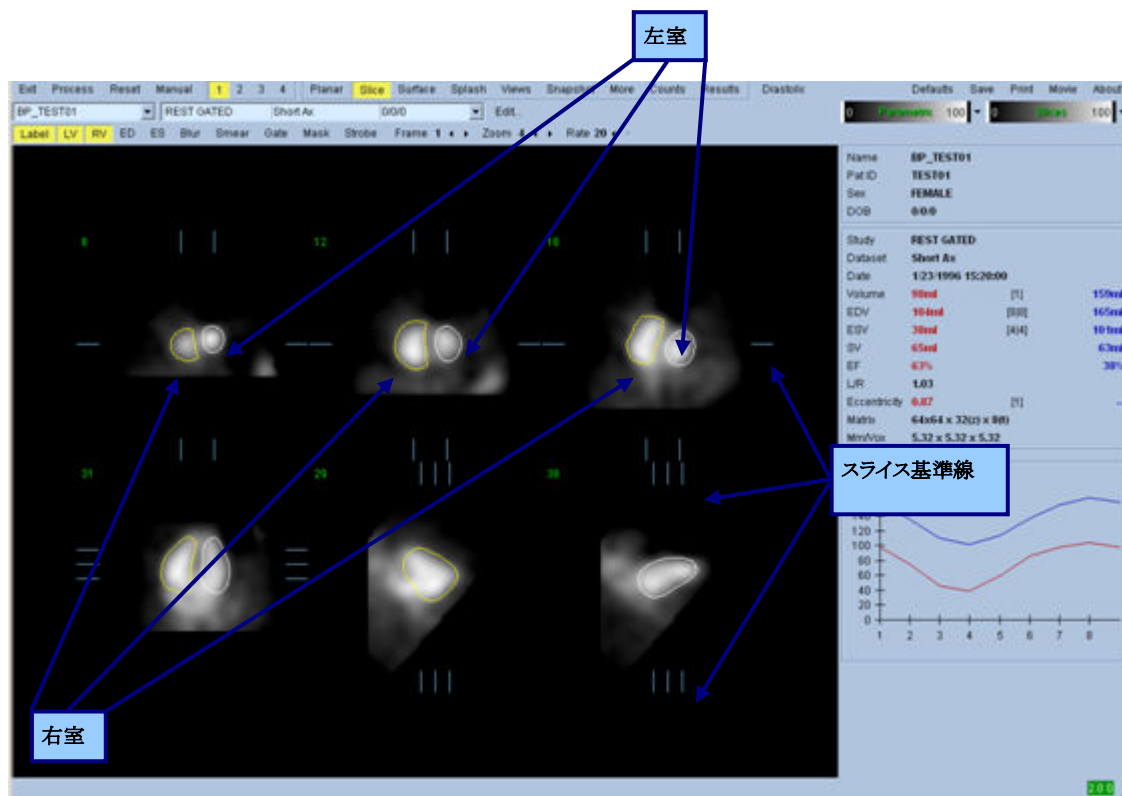 左室
Exit Process Reset Manual 1 2 3 4 Planar Slice Surface Splash Views Snapshot More Counts Results Diastolic Defaults Save Print Movie About
BP_TEST01 REST GATED Short Ax 0/0/0 Edit..
0 Parametric 100 0 Slices 100
Label LV RV ED ES Blur Smear Gate Mask Strobe Frame 1 Zoom 4 Rate 20
Name BP_TEST01
Pat ID TEST01
Sex FEMALE
DOB 0/0/0
Study REST GATED
Dataset Short Ax
Date 1/23/1996 15:20:00
Volume 98ml [1] 159ml
EDV 104ml [8|8] 165ml
ESV 38ml [4|4] 101ml
SV 65ml 63ml
EF 63% 38%
L/R 1.03
Eccentricity 0.87 [1]
Matrix 64x64 x 32(z) x 8(t)
Mm/Vox 5.32 x 5.32 x 5.32
8 12 16
31 29 38
スライス基準線
140
120
100
80
60
40
20
0
1 2 3 4 5 6 7 8
右室
200